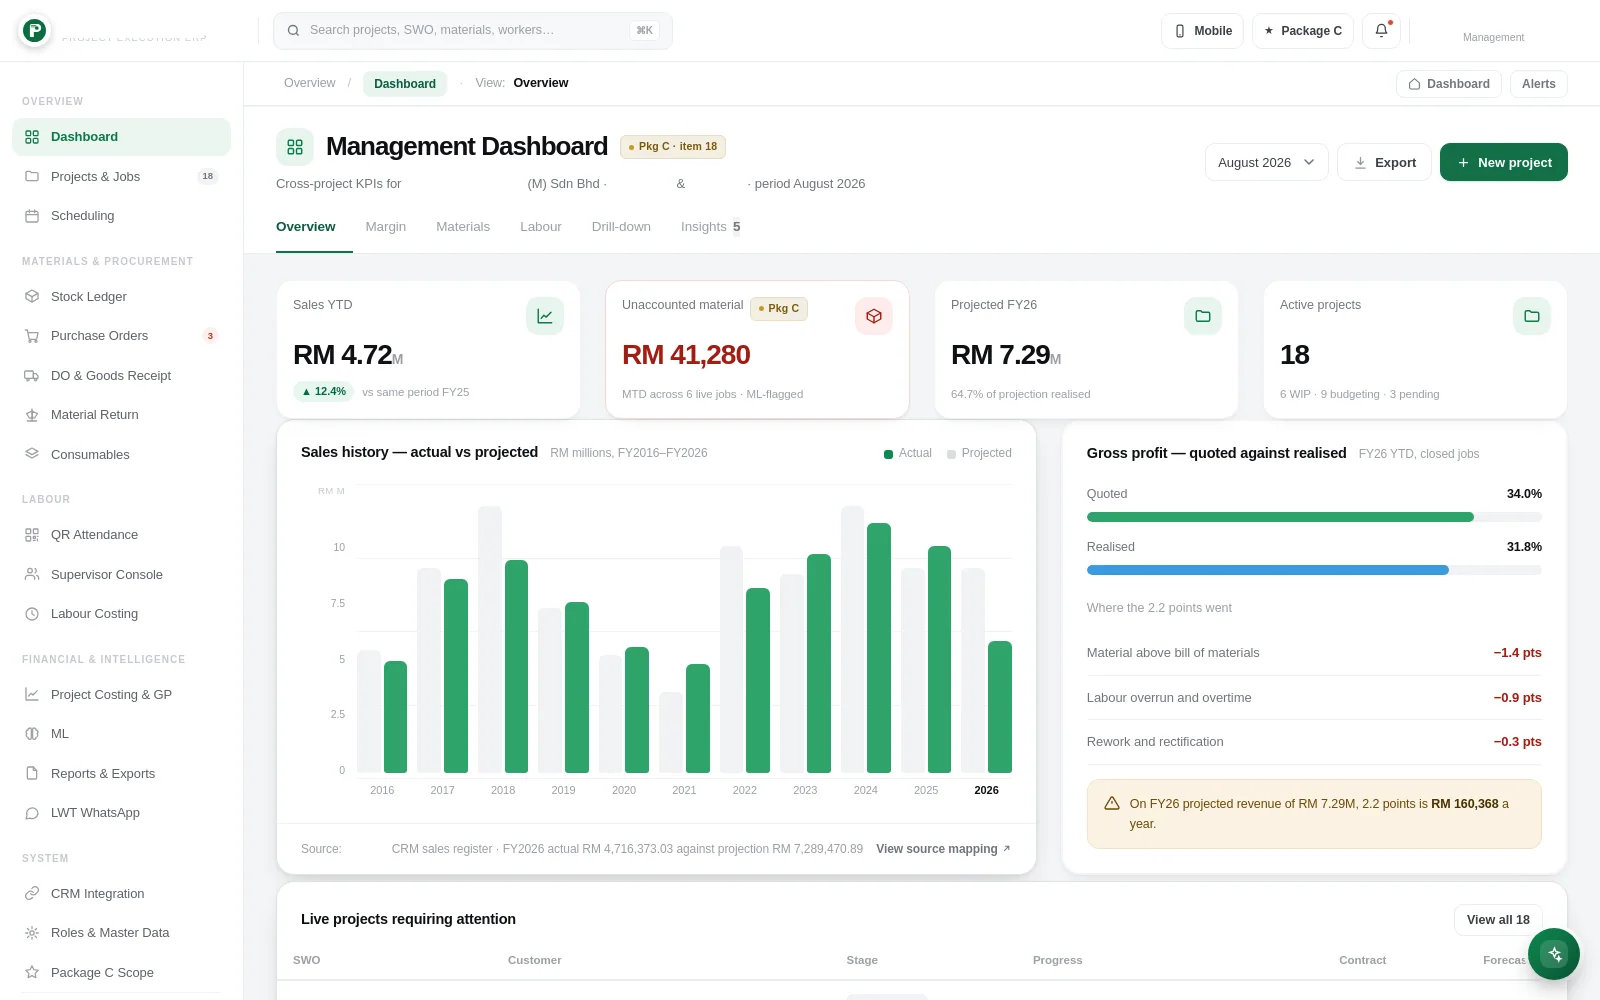 PROJECT EXECUTION ERP
Search projects, SWO, materials, workers… ⌘K
Mobile
★ Package C
Management
Overview / Dashboard · View: Overview
Dashboard
Alerts
OVERVIEW
Dashboard
Projects & Jobs 18
Scheduling
MATERIALS & PROCUREMENT
Stock Ledger
Purchase Orders 3
DO & Goods Receipt
Material Return
Consumables
LABOUR
QR Attendance
Supervisor Console
Labour Costing
FINANCIAL & INTELLIGENCE
Project Costing & GP
ML
Reports & Exports
LWT WhatsApp
SYSTEM
CRM Integration
Roles & Master Data
Package C Scope
Management Dashboard
Pkg C · item 18
Cross-project KPIs for (M) Sdn Bhd · & · period August 2026
August 2026
Export
+ New project
Overview
Margin
Materials
Labour
Drill-down
Insights 5
Sales YTD
RM 4.72M
▲ 12.4% vs same period FY25
Unaccounted material Pkg C
RM 41,280
MTD across 6 live jobs · ML-flagged
Projected FY26
RM 7.29M
64.7% of projection realised
Active projects
18
6 WIP · 9 budgeting · 3 pending
Sales history — actual vs projected RM millions, FY2016–FY2026
Actual Projected
RM M
10
7.5
5
2.5
0
2016 2017 2018 2019 2020 2021 2022 2023 2024 2025 2026
Source: CRM sales register · FY2026 actual RM 4,716,373.03 against projection RM 7,289,470.89 View source mapping ↗
Gross profit — quoted against realised FY26 YTD, closed jobs
Quoted 34.0%
Realised 31.8%
Where the 2.2 points went
Material above bill of materials −1.4 pts
Labour overrun and overtime −0.9 pts
Rework and rectification −0.3 pts
On FY26 projected revenue of RM 7.29M, 2.2 points is RM 160,368 a
year.
Live projects requiring attention
View all 18
SWO Customer Stage Progress Contract